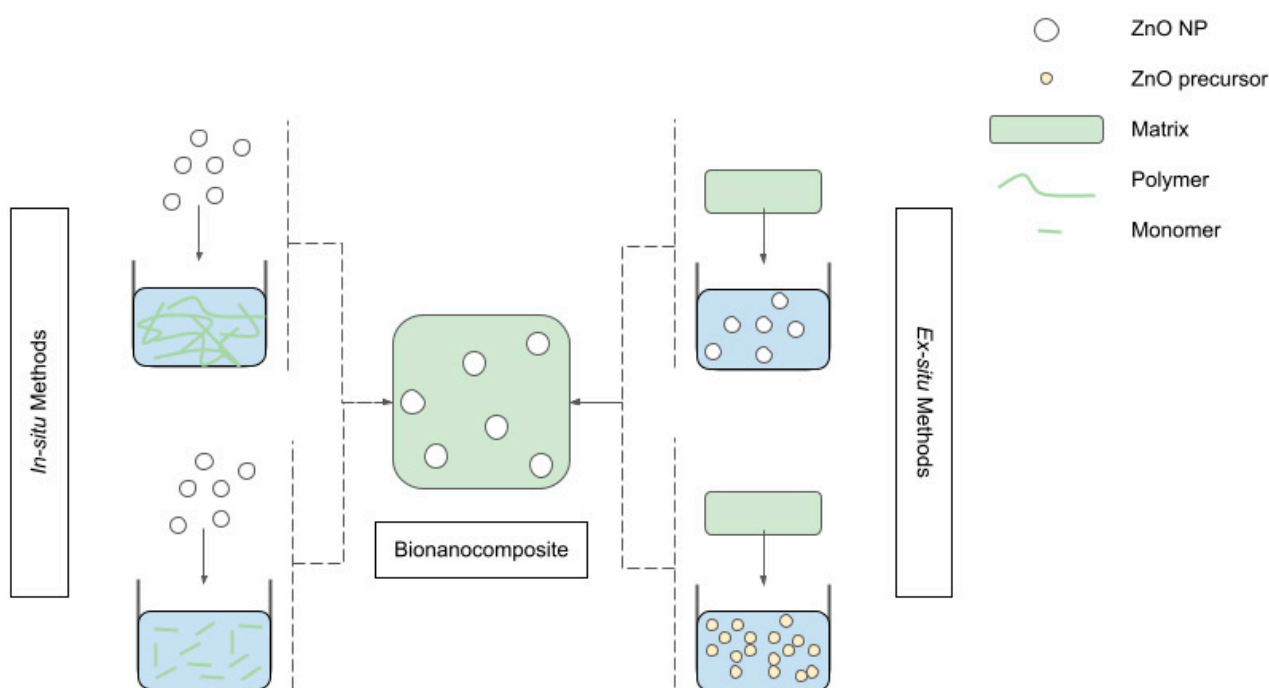 ZnO NP
ZnO precursor
Matrix
Polymer
Monomer
In-situ Methods
Bionanocomposite
Ex-situ Methods